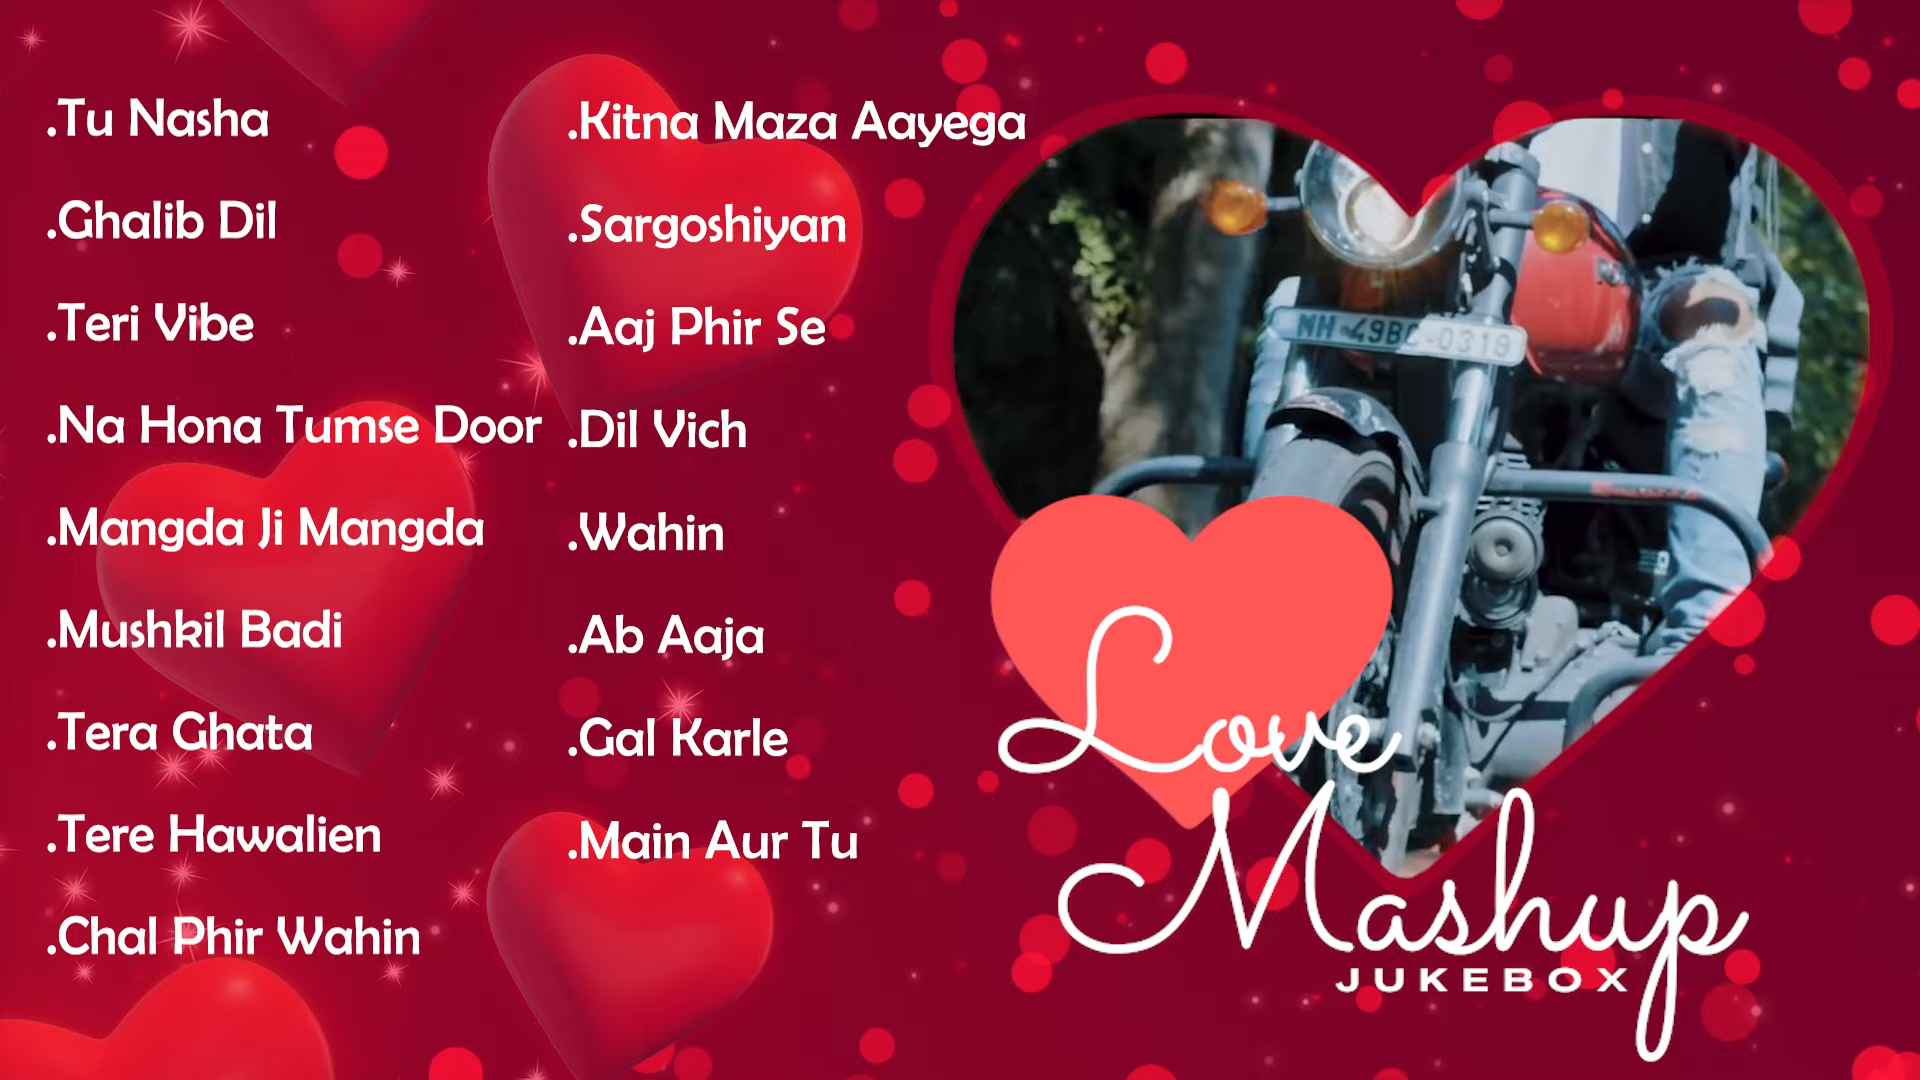 .Tu Nasha
.Ghalib Dil
.Teri Vibe
.Na Hona Tumse Door
.Mangda Ji Mangda
.Mushkil Badi
.Tera Ghata
.Tere Hawalien
.Chal Phir Wahin
.Kitna Maza Aayega
.Sargoshiyan
.Aaj Phir Se
.Dil Vich
.Wahin
.Ab Aaja
.Gal Karle
.Main Aur Tu
MH-49BC-0318
Love
Mashup
JUKEBOX